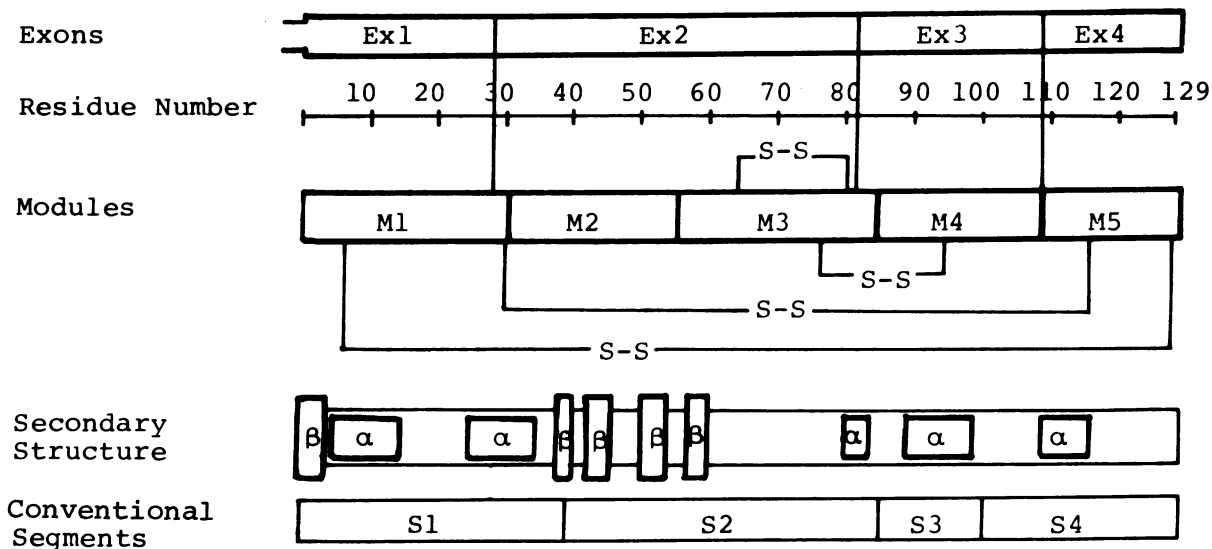 Exons Ex1 Ex2 Ex3 Ex4
Residue Number 10 20 30 40 50 60 70 80 90 100 110 120 129
S-S
Modules M1 M2 M3 M4 M5
S-S
S-S
S-S
Secondary
Structure β α α β β β β α α α
Conventional
Segments S1 S2 S3 S4